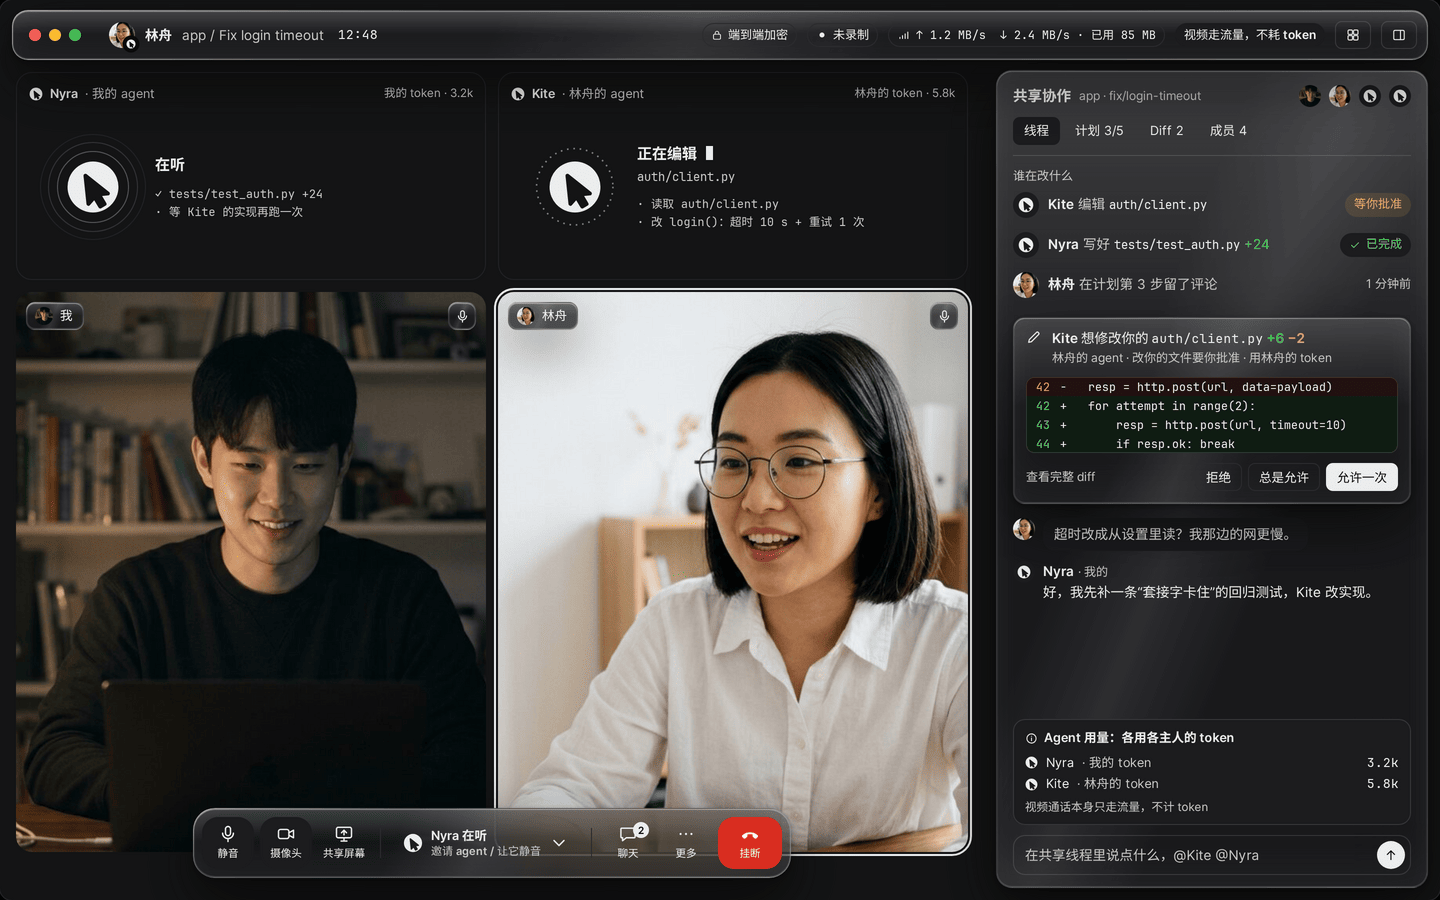 林舟 app / Fix login timeout 12:48
端到端加密
未录制
↑ 1.2 MB/s ↓ 2.4 MB/s · 已用 85 MB
视频走流量，不耗 token
Nyra · 我的 agent
我的 token · 3.2k
在听
✓ tests/test_auth.py +24
· 等 Kite 的实现再跑一次
Kite · 林舟的 agent
林舟的 token · 5.8k
正在编辑
auth/client.py
· 读取 auth/client.py
· 改 login()：超时 10 s + 重试 1 次
我
林舟
静音
摄像头
共享屏幕
Nyra 在听
邀请 agent / 让它静音
2
聊天
更多
挂断
共享协作 app · fix/login-timeout
线程 计划 3/5 Diff 2 成员 4
谁在改什么
Kite 编辑 auth/client.py 等你批准
Nyra 写好 tests/test_auth.py +24 ✓ 已完成
林舟 在计划第 3 步留了评论 1 分钟前
Kite 想修改你的 auth/client.py +6 −2
林舟的 agent · 改你的文件要你批准 · 用林舟的 token
42 - resp = http.post(url, data=payload)
42 + for attempt in range(2):
43 + resp = http.post(url, timeout=10)
44 + if resp.ok: break
查看完整 diff 拒绝 总是允许 允许一次
超时改成从设置里读？我那边的网更慢。
Nyra · 我的
好，我先补一条“套接字卡住”的回归测试，Kite 改实现。
Agent 用量：各用各主人的 token
Nyra · 我的 token 3.2k
Kite · 林舟的 token 5.8k
视频通话本身只走流量，不计 token
在共享线程里说点什么，@Kite @Nyra